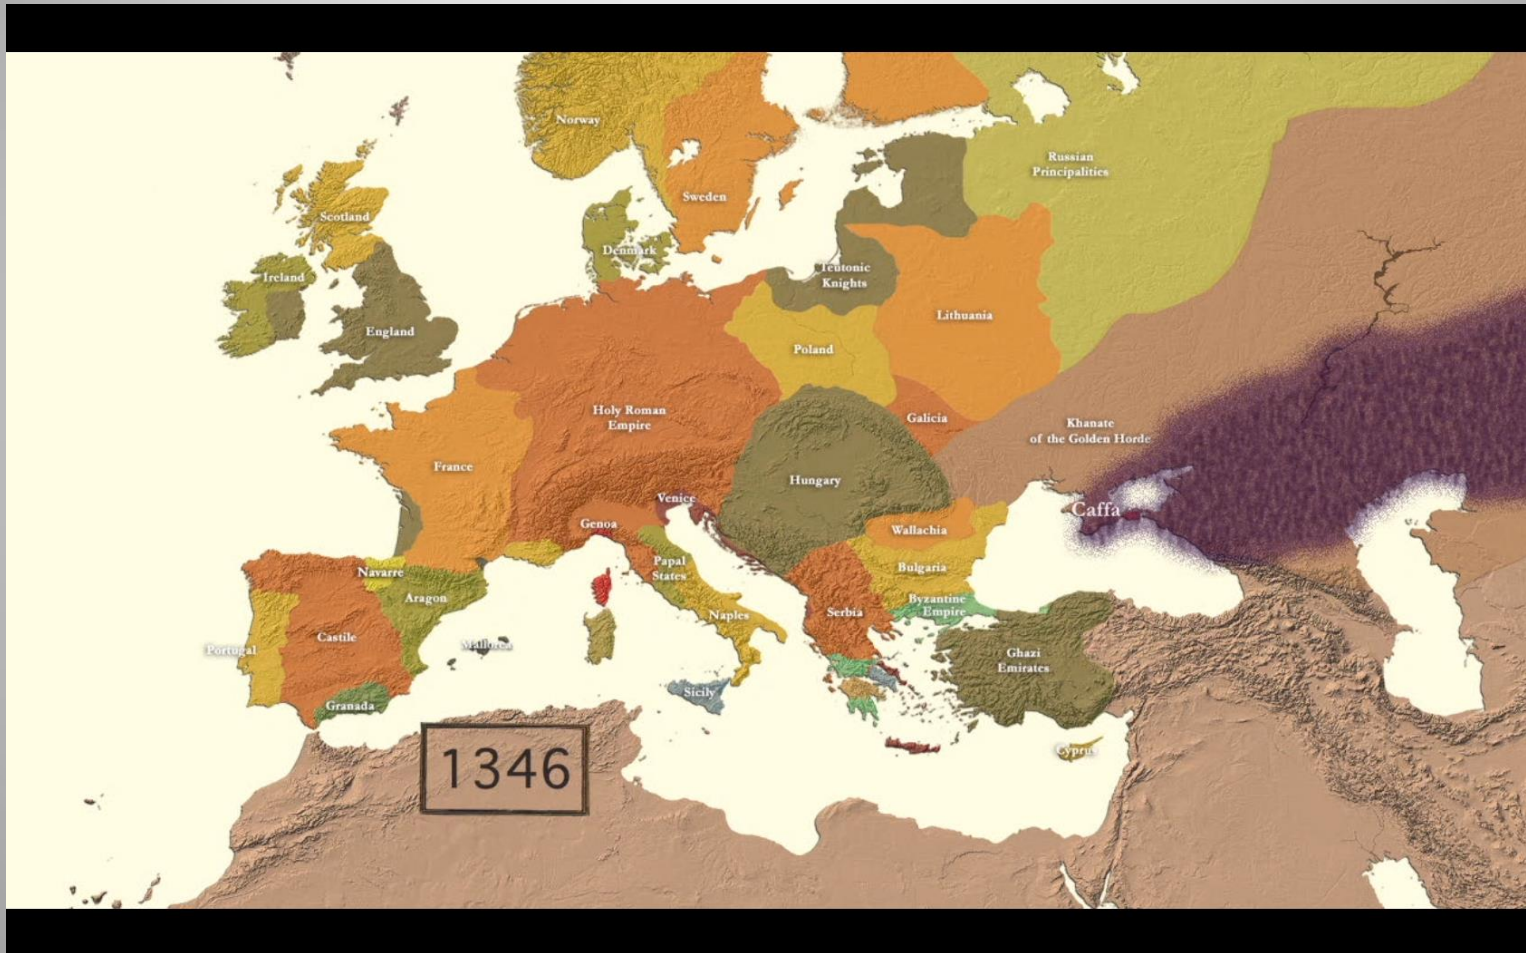 Norway
Sweden
Russian
Principalities
Scotland
Denmark
Ireland
Teutonic
Knights
England
Lithuania
Poland
Holy Roman
Empire
Galicia
Khanate
of the Golden Horde
France
Hungary
Venice
Caffa
Genoa
Wallachia
Navarre
Papal
States
Bulgaria
Aragon
Byzantine
Empire
Naples
Serbia
Castile
Mallorca
Portugal
Ghazi
Emirates
Sicily
Granada
Cyprus
1346